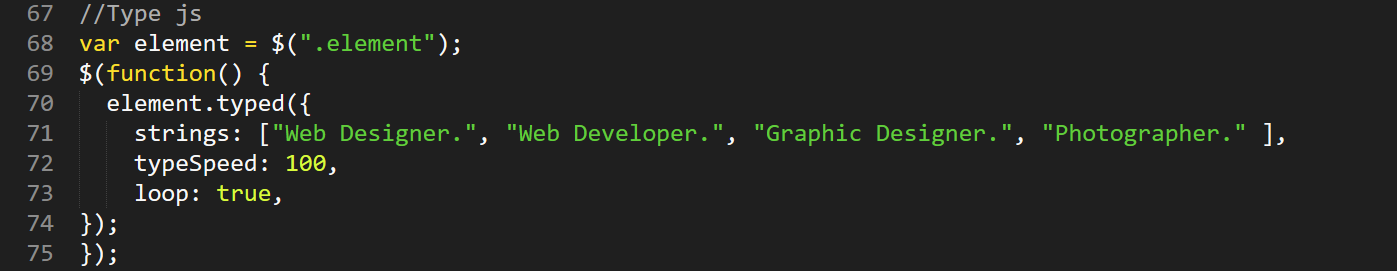 67 //Type js
68 var element = $(".element");
69 $(function() {
70   element.typed({
71     strings: ["Web Designer.", "Web Developer.", "Graphic Designer.", "Photographer." ],
72     typeSpeed: 100,
73     loop: true,
74 });
75 });